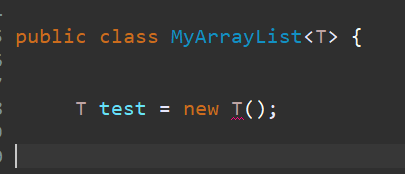 public class MyArrayList<T> {
T test = new T();